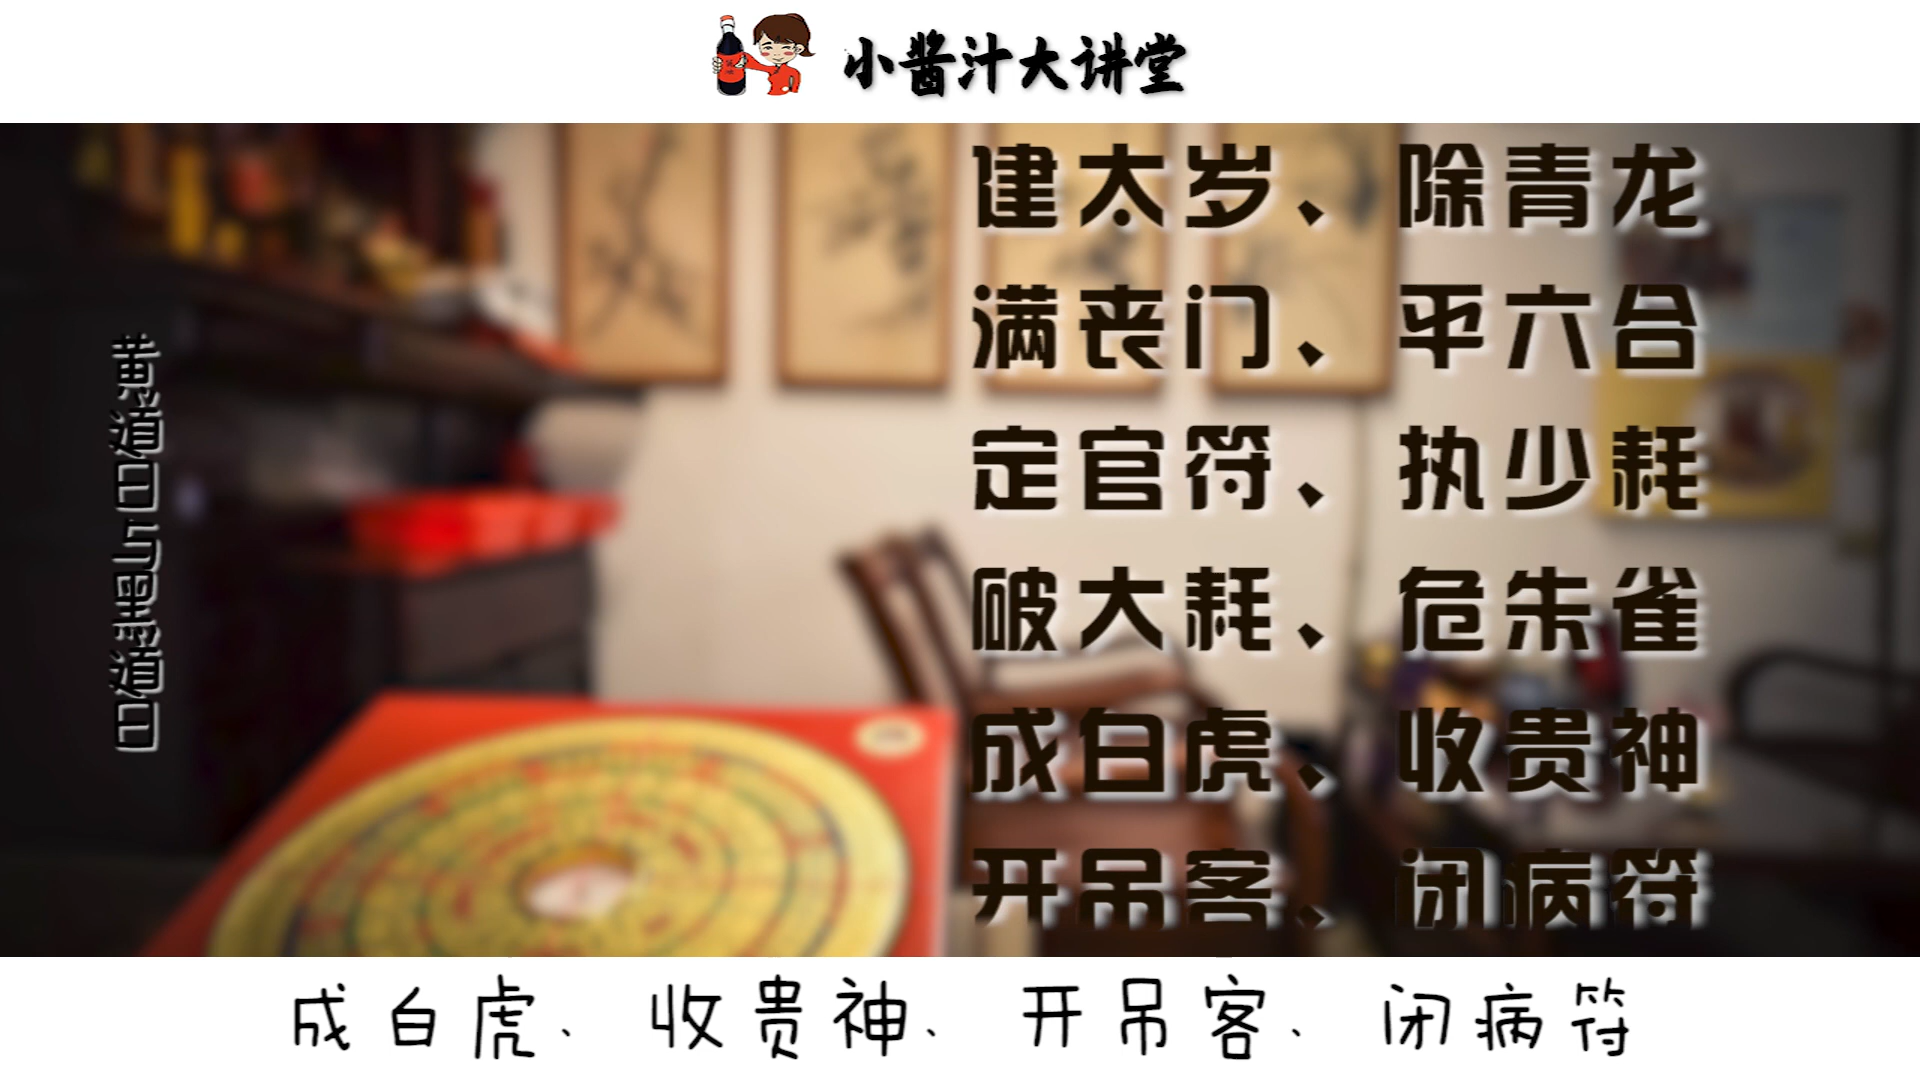 小酱汁大讲堂
建太岁、除青龙
满丧门、平六合
定官符、执少耗
破大耗、危朱雀
成白虎、收贵神
开吊客、闭病符
黄道日与黑道日
成白虎、收贵神、开吊客、闭病符